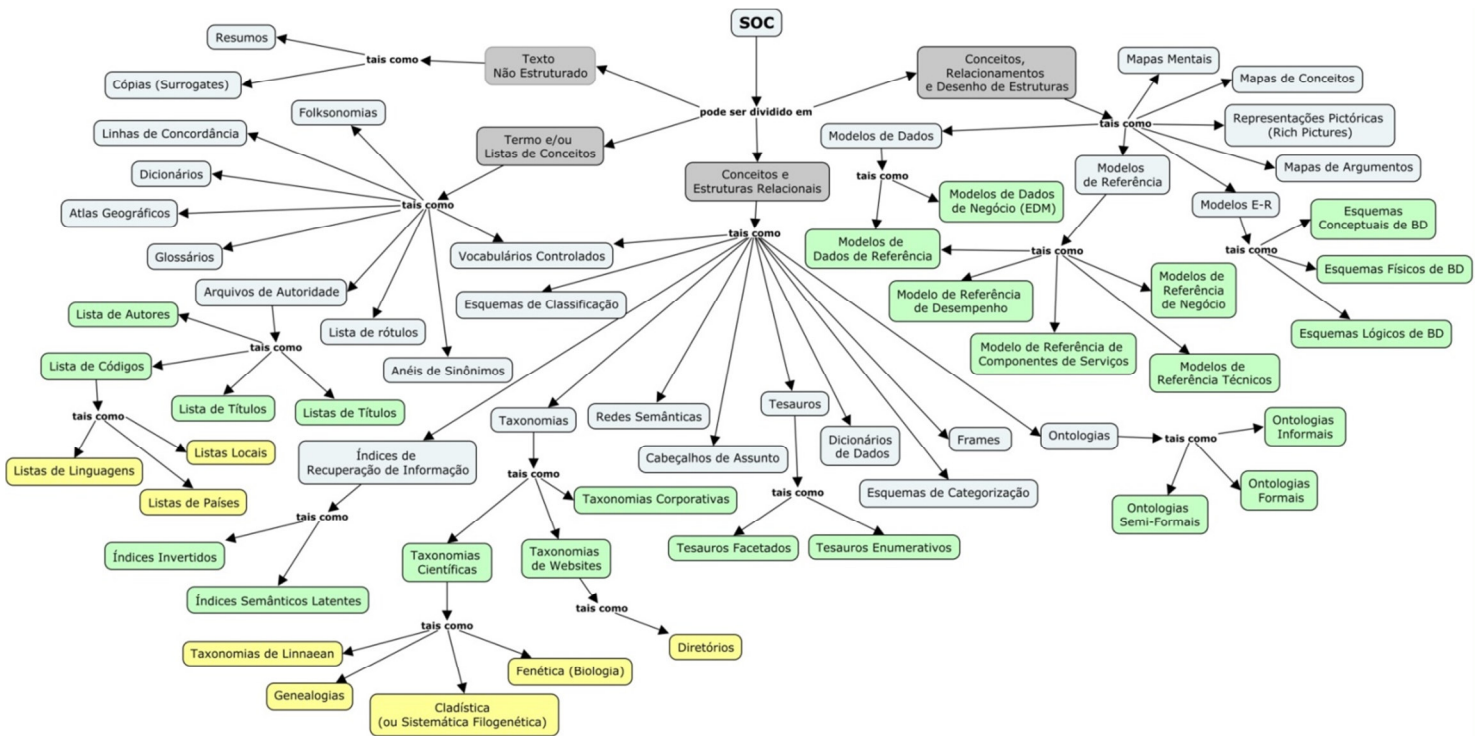 SOC
pode ser dividido em
Texto
Não Estruturado
tais como
Resumos
Cópias (Surrogates)
Termo e/ou
Listas de Conceitos
tais como
Folksonomias
Linhas de Concordância
Dicionários
Atlas Geográficos
Glossários
Arquivos de Autoridade
tais como
Lista de Autores
Lista de Códigos
tais como
Listas de Linguagens
Listas de Países
Listas Locais
Lista de Títulos
Listas de Títulos
Lista de rótulos
Anéis de Sinônimos
Vocabulários Controlados
Conceitos e
Estruturas Relacionais
tais como
Esquemas de Classificação
Índices de
Recuperação de Informação
tais como
Índices Invertidos
Índices Semânticos Latentes
Taxonomias
tais como
Taxonomias Corporativas
Taxonomias
Científicas
tais como
Taxonomias de Linnaean
Genealogias
Cladística
(ou Sistemática Filogenética)
Fenética (Biologia)
Taxonomias
de Websites
tais como
Diretórios
Redes Semânticas
Cabeçalhos de Assunto
Tesauros
tais como
Tesauros Facetados
Tesauros Enumerativos
Dicionários
de Dados
Esquemas de Categorização
Frames
Ontologias
tais como
Ontologias
Informais
Ontologias
Formais
Ontologias
Semi-Formais
Conceitos,
Relacionamentos
e Desenho de Estruturas
tais como
Mapas Mentais
Mapas de Conceitos
Representações Pictóricas
(Rich Pictures)
Mapas de Argumentos
Modelos de Dados
tais como
Modelos de Dados
de Negócio (EDM)
Modelos de
Dados de Referência
Modelos
de Referência
tais como
Modelo de Referência
de Desempenho
Modelo de Referência de
Componentes de Serviços
Modelos de
Referência Técnicos
Modelos de
Referência
de Negócio
Modelos E-R
tais como
Esquemas
Conceptuais de BD
Esquemas Físicos de BD
Esquemas Lógicos de BD